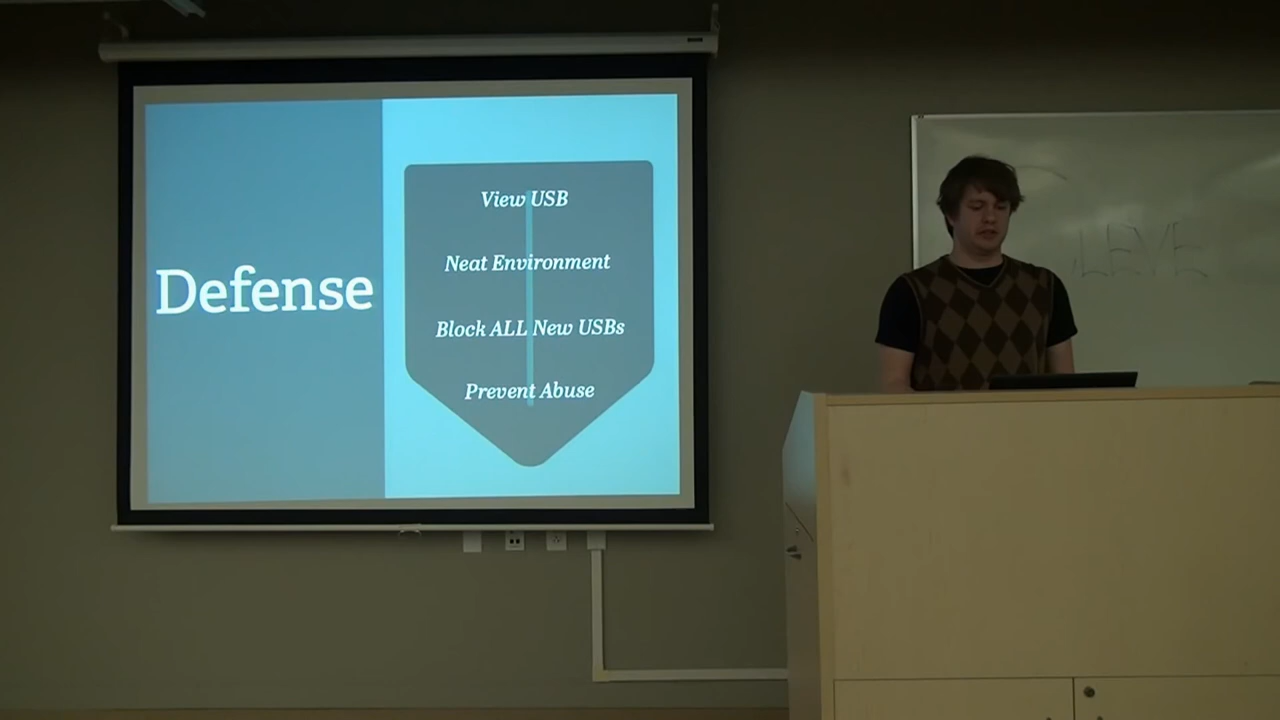 Defense
View USB
Neat Environment
Block ALL New USBs
Prevent Abuse